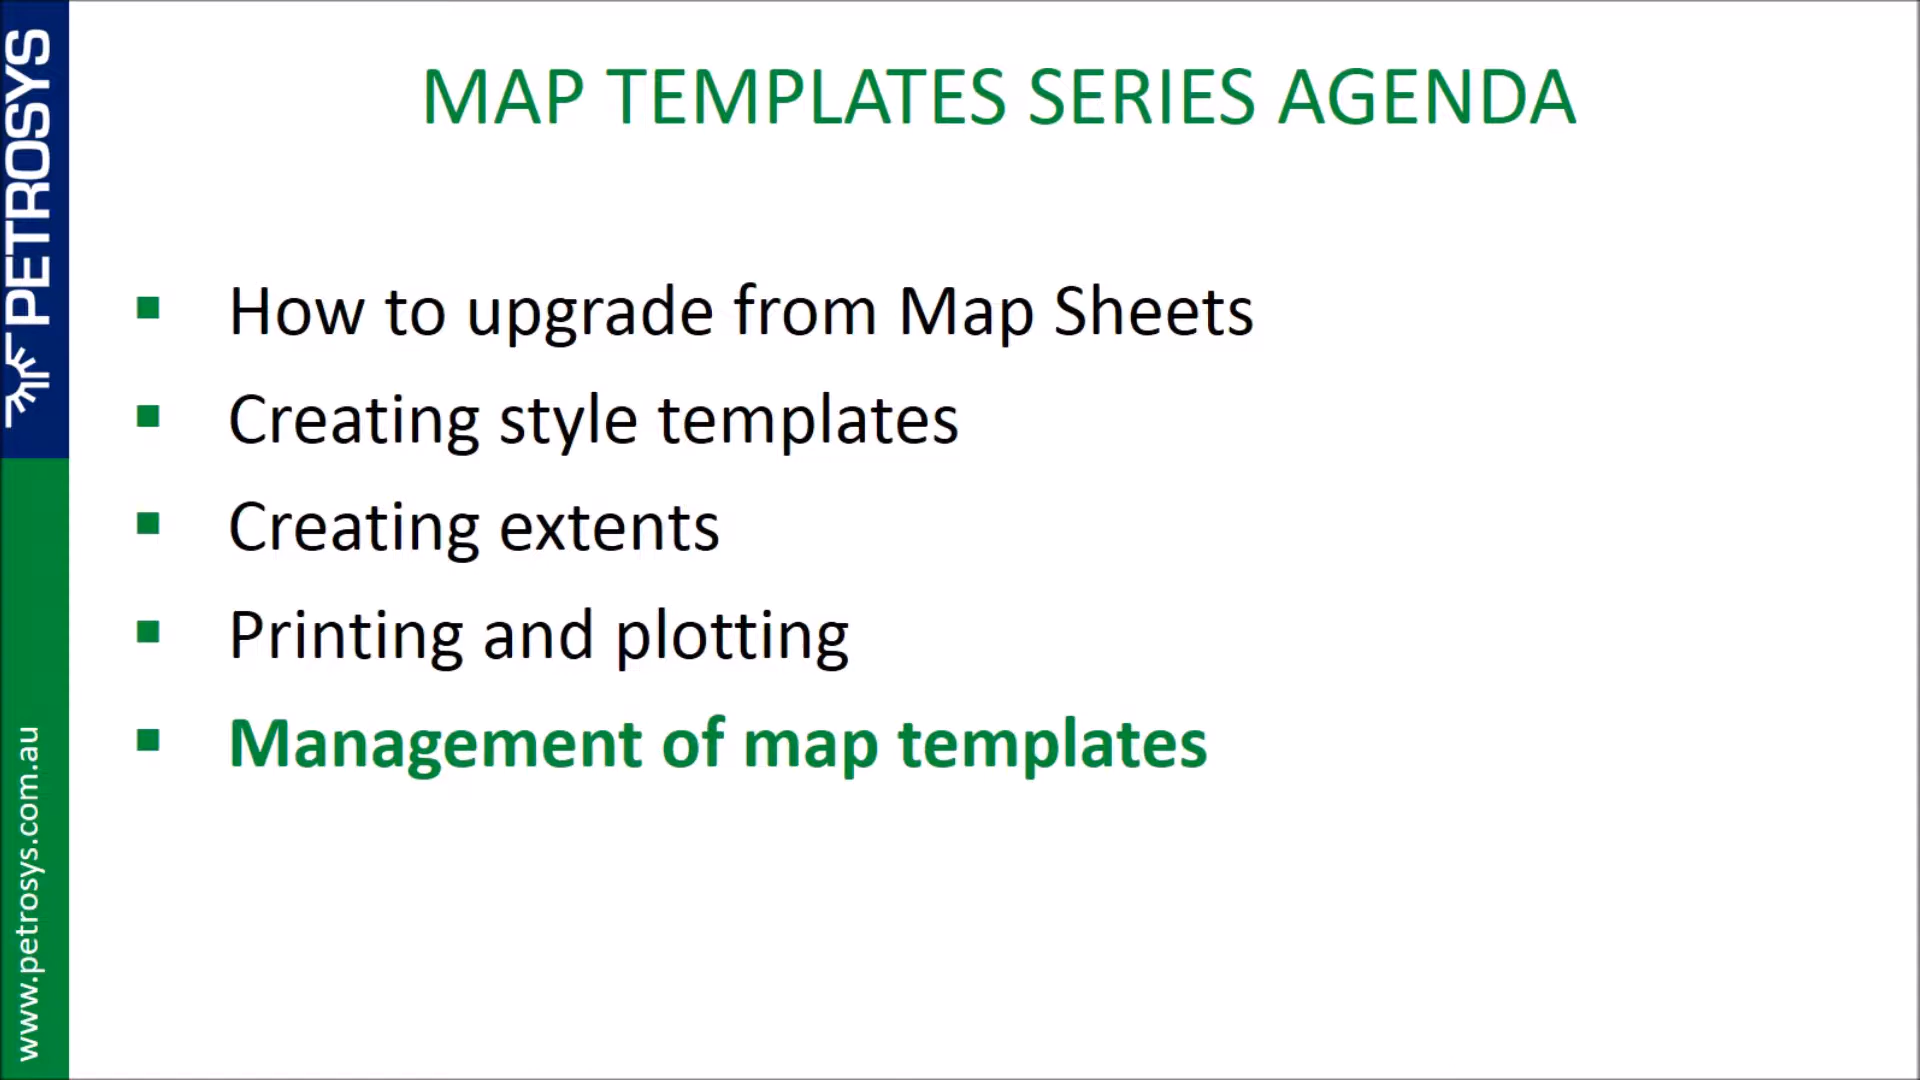 PETROSYS
www.petrosys.com.au
MAP TEMPLATES SERIES AGENDA
How to upgrade from Map Sheets
Creating style templates
Creating extents
Printing and plotting
Management of map templates